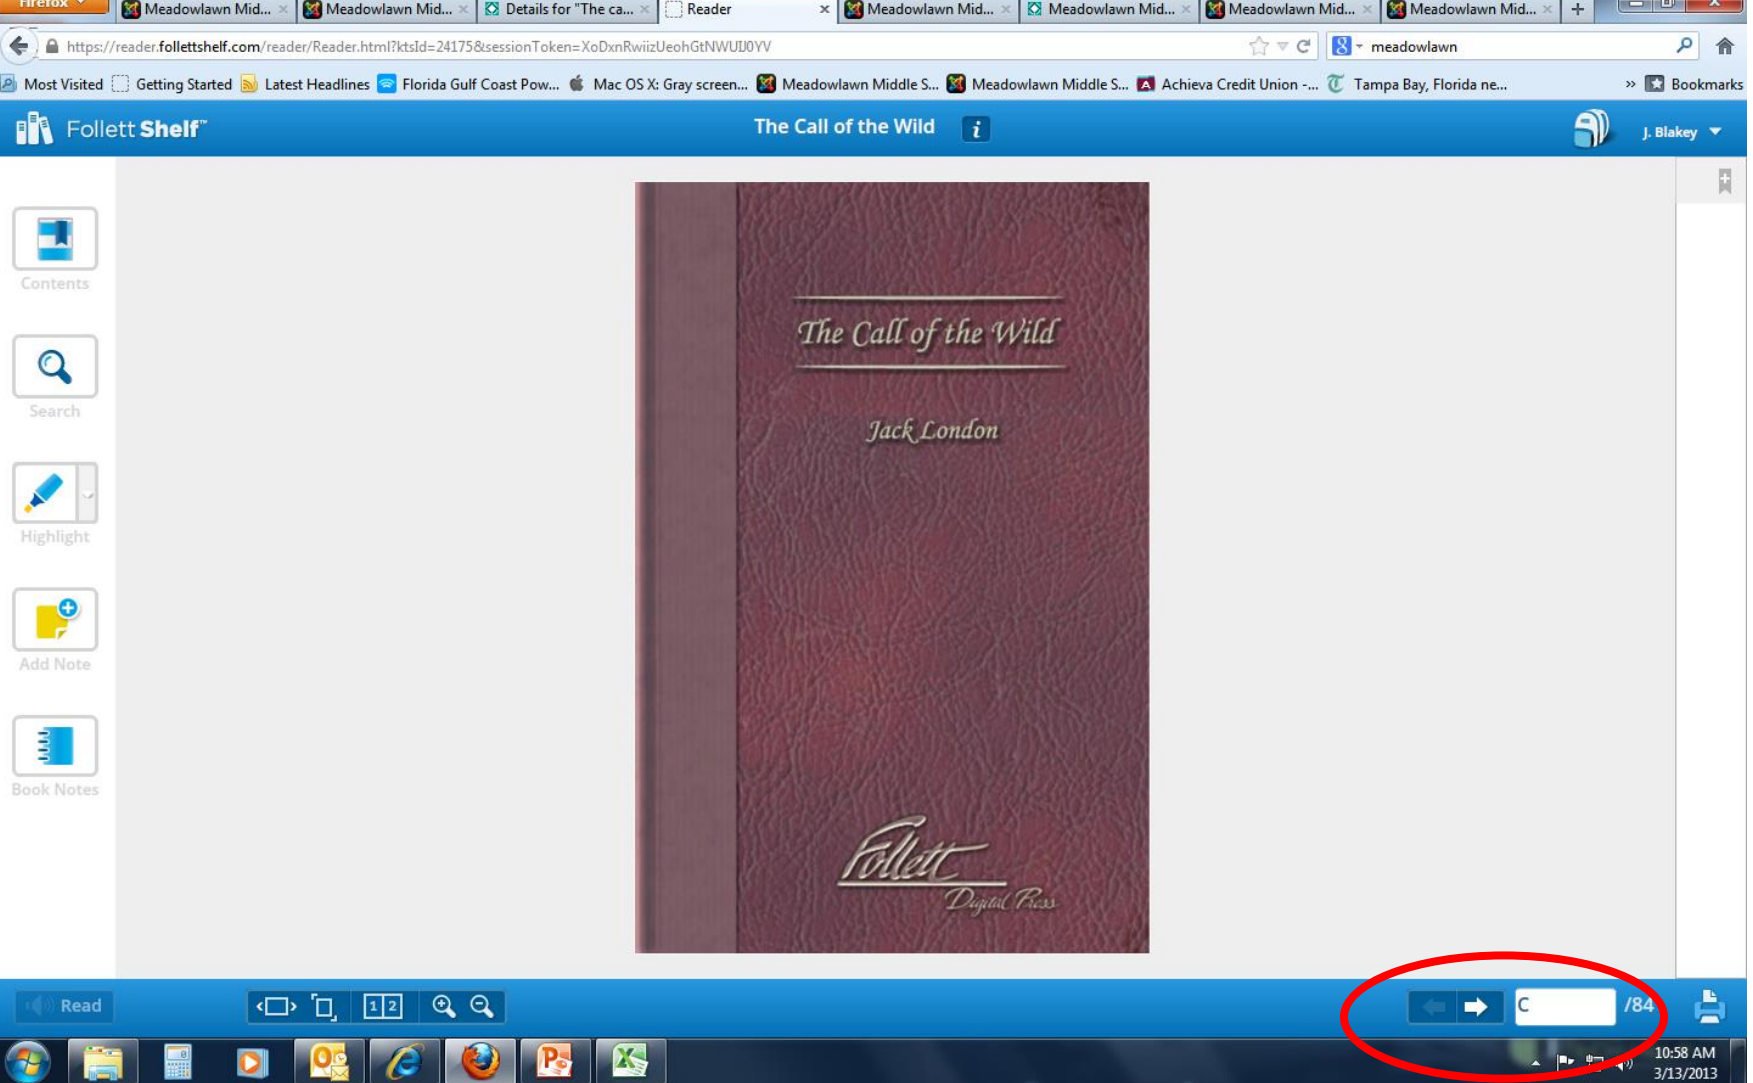 Firefox
Meadowlawn Mid...
Meadowlawn Mid...
Details for "The ca...
Reader
Meadowlawn Mid...
Meadowlawn Mid...
Meadowlawn Mid...
Meadowlawn Mid...
https://reader.follettshelf.com/reader/Reader.html?ktsId=24175&sessionToken=XoDxnRwiizUeohGtNWUIJ0YV
meadowlawn
Most Visited Getting Started Latest Headlines Florida Gulf Coast Pow... Mac OS X: Gray screen... Meadowlawn Middle S... Meadowlawn Middle S... Achieva Credit Union -... Tampa Bay, Florida ne... » Bookmarks
Follett Shelf™
The Call of the Wild i
J. Blakey
Contents
Search
Highlight
Add Note
Book Notes
The Call of the Wild
Jack London
Follett
Digital Press
Read
1 2
C /84
10:58 AM
3/13/2013